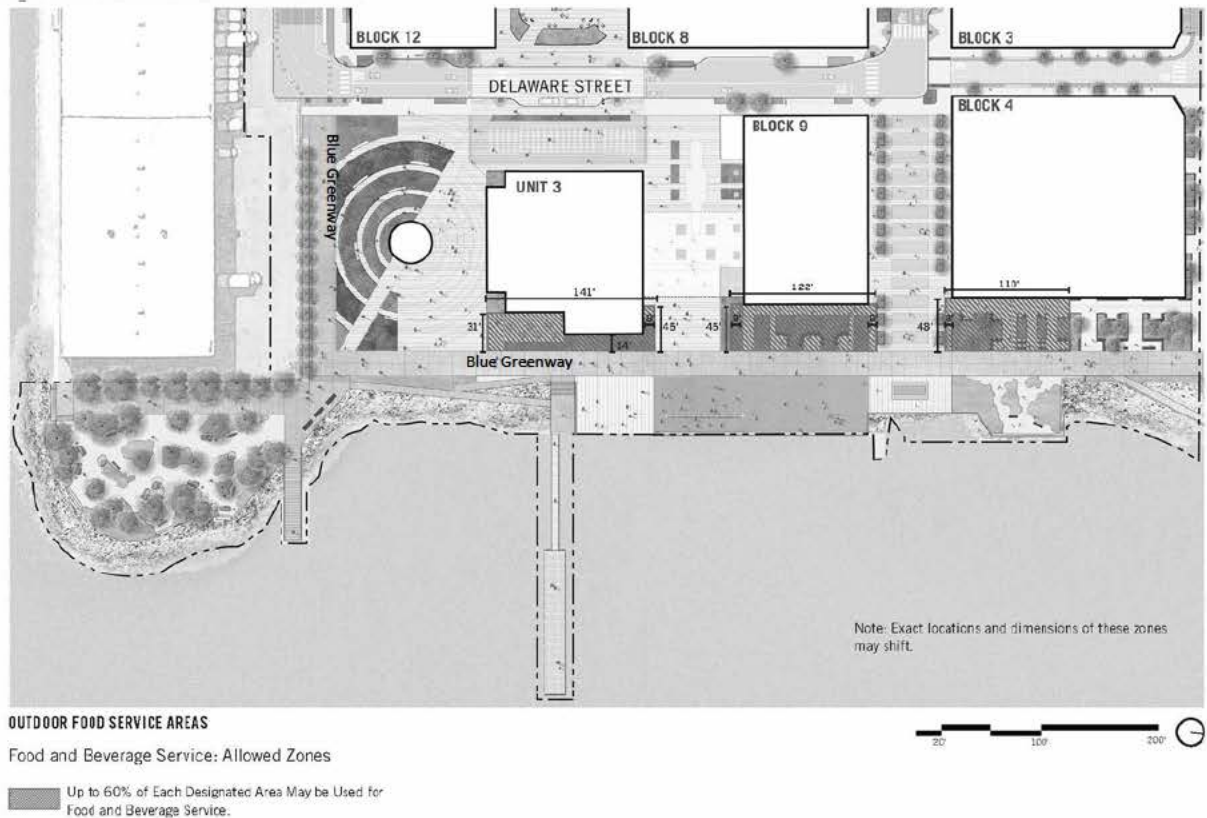 BLOCK 12
BLOCK 8
BLOCK 3
DELAWARE STREET
BLOCK 4
BLOCK 9
Blue Greenway
UNIT 3
141'
122'
31'
45'
45'
48'
14'
Blue Greenway
Note: Exact locations and dimensions of these zones
may shift.
OUTDOOR FOOD SERVICE AREAS
Food and Beverage Service: Allowed Zones
20'
100'
200'
Up to 60% of Each Designated Area May be Used for
Food and Beverage Service.